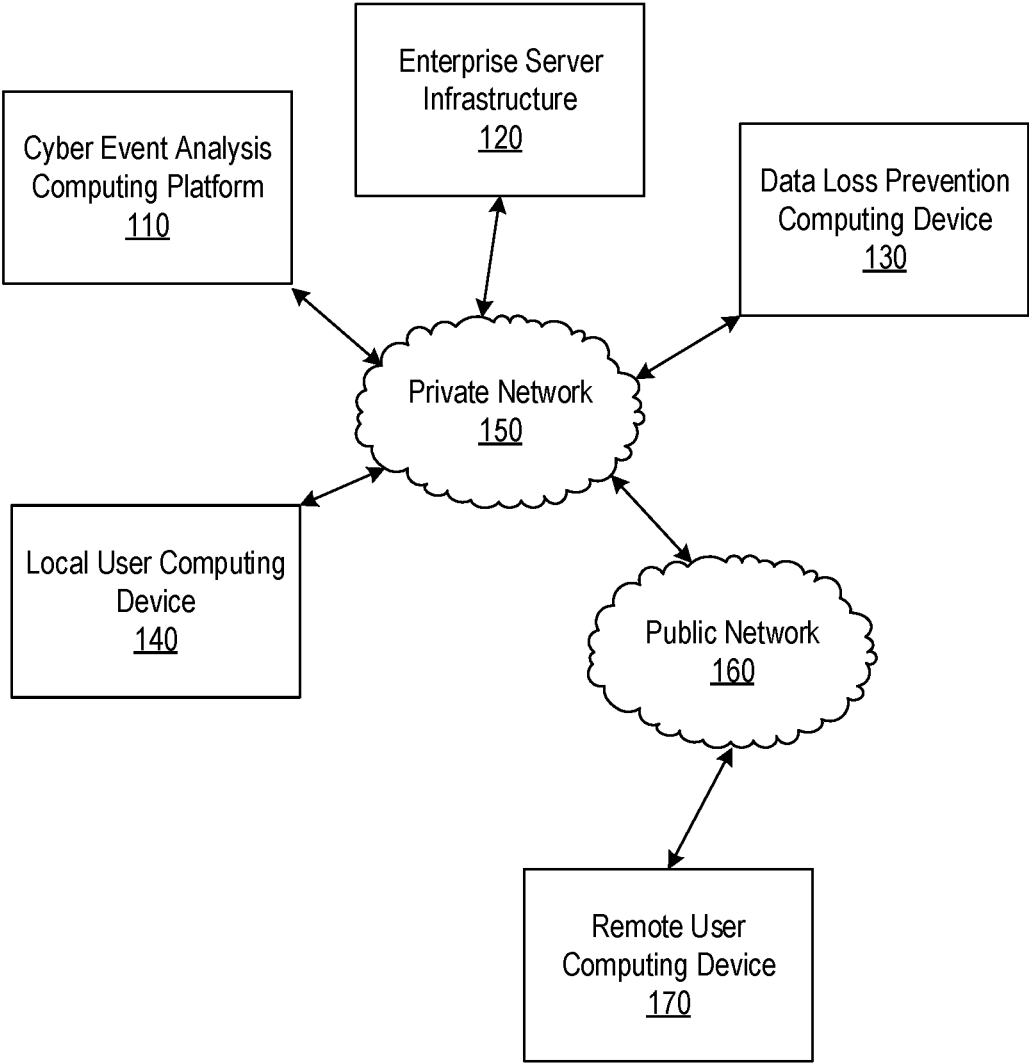 Enterprise Server
Infrastructure
120
Cyber Event Analysis
Computing Platform
110
Data Loss Prevention
Computing Device
130
Private Network
150
Local User Computing
Device
140
Public Network
160
Remote User
Computing Device
170